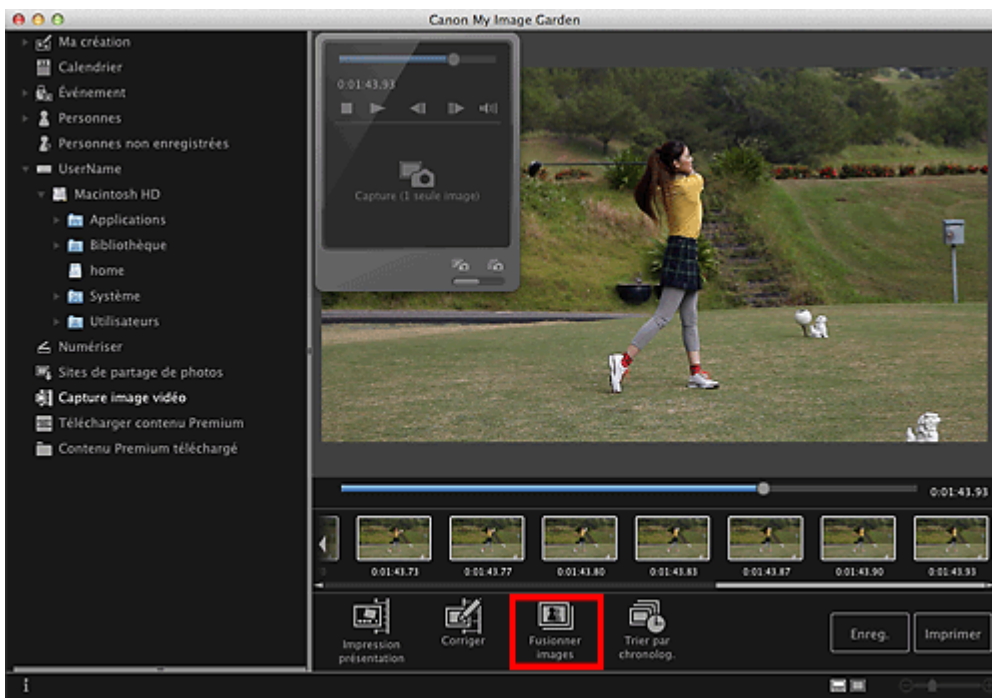 Canon My Image Garden
Ma création
Calendrier
Événement
Personnes
Personnes non enregistrées
UserName
Macintosh HD
Applications
Bibliothèque
home
Système
Utilisateurs
Numériser
Sites de partage de photos
Capture image vidéo
Télécharger contenu Premium
Contenu Premium téléchargé
0:01:43.93
Capture (1 seule image)
0:01:43.93
0:01:43.73
0:01:43.77
0:01:43.80
0:01:43.83
0:01:43.87
0:01:43.90
0:01:43.93
Impression
présentation
Corriger
Fusionner
images
Trier par
chronolog.
Enreg.
Imprimer